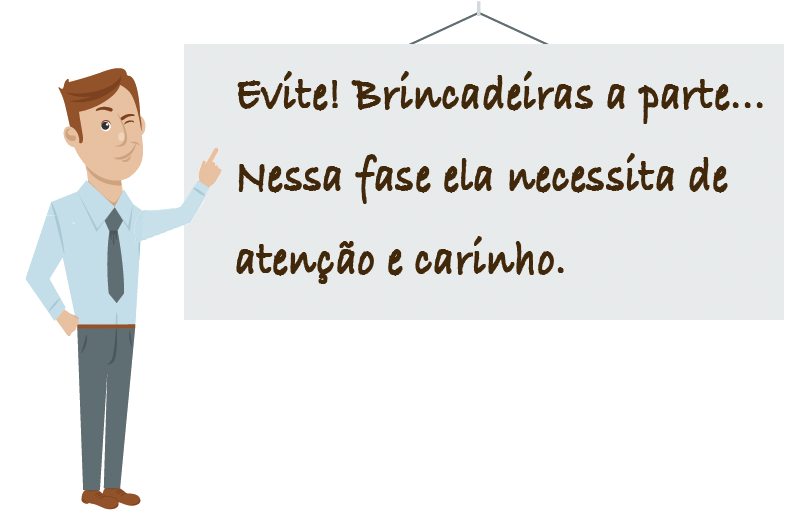 Evite! Brincadeiras a parte...
Nessa fase ela necessita de
atenção e carinho.